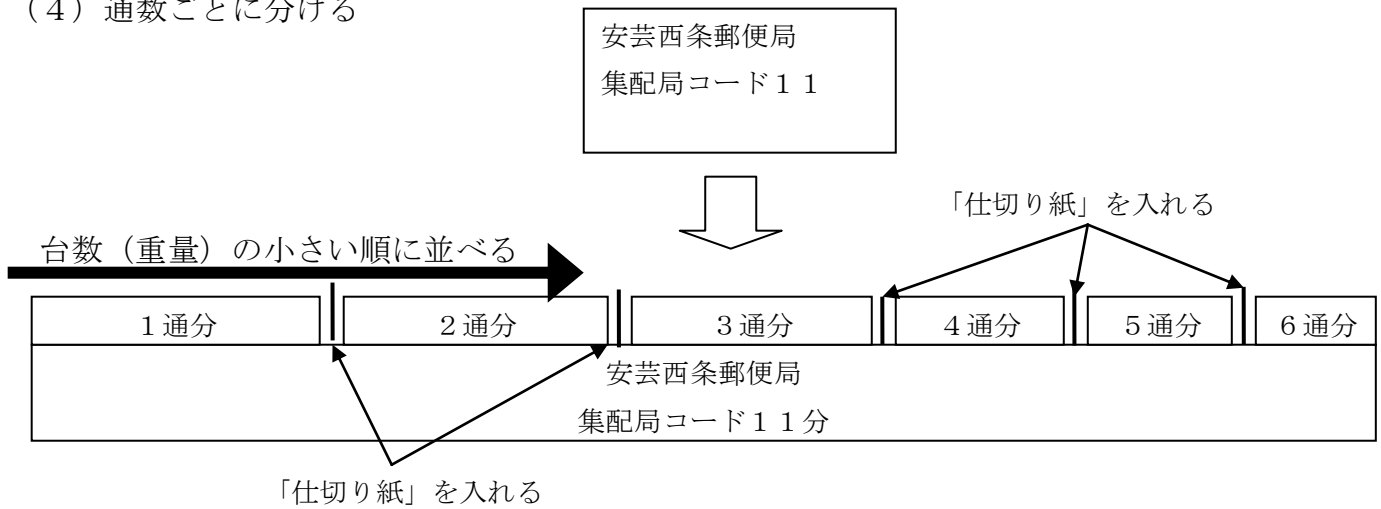 （４）通数ごとに分ける
安芸西条郵便局
集配局コード１１
「仕切り紙」を入れる
台数（重量）の小さい順に並べる
１通分
２通分
３通分
４通分
５通分
６通分
安芸西条郵便局
集配局コード１１分
「仕切り紙」を入れる